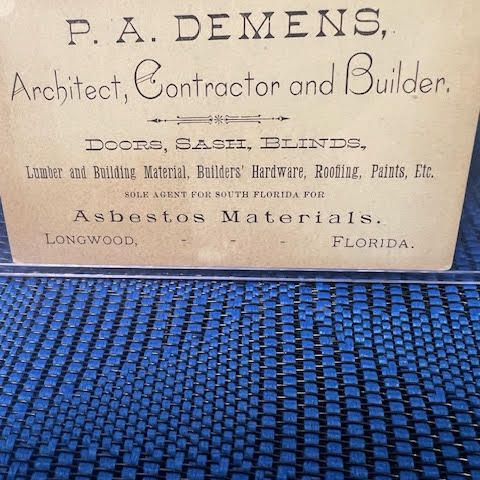 P. A. DEMENS,
Architect, Contractor and Builder.
DOORS, SASH, BLINDS,
Lumber and Building Material, Builders' Hardware, Roofing, Paints, Etc.
SOLE AGENT FOR SOUTH FLORIDA FOR
Asbestos Materials.
LONGWOOD, - - - FLORIDA.